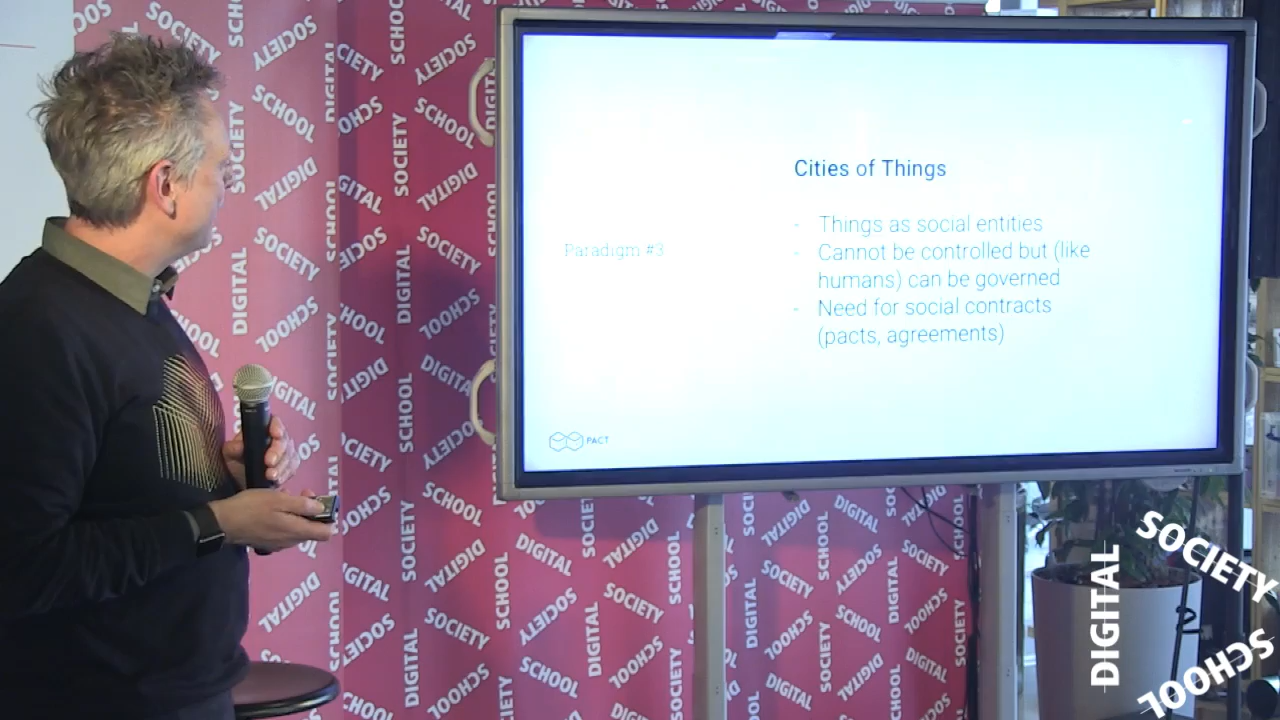 Cities of Things
Paradigm #3
- Things as social entities
- Cannot be controlled but (like
humans) can be governed
- Need for social contracts
(pacts, agreements)
PACT
DIGITAL
SOCIETY
SCHOOL